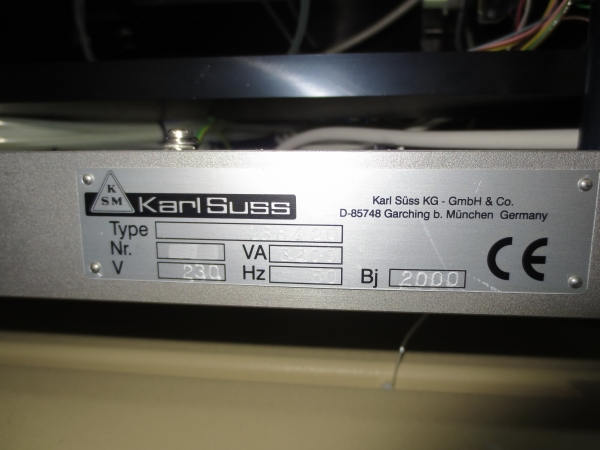 K
SM
Karl Suss
Karl Süss KG - GmbH & Co.
D-85748 Garching b. München Germany
Type
Nr. VA
V 230 Hz Bj 2000
CE